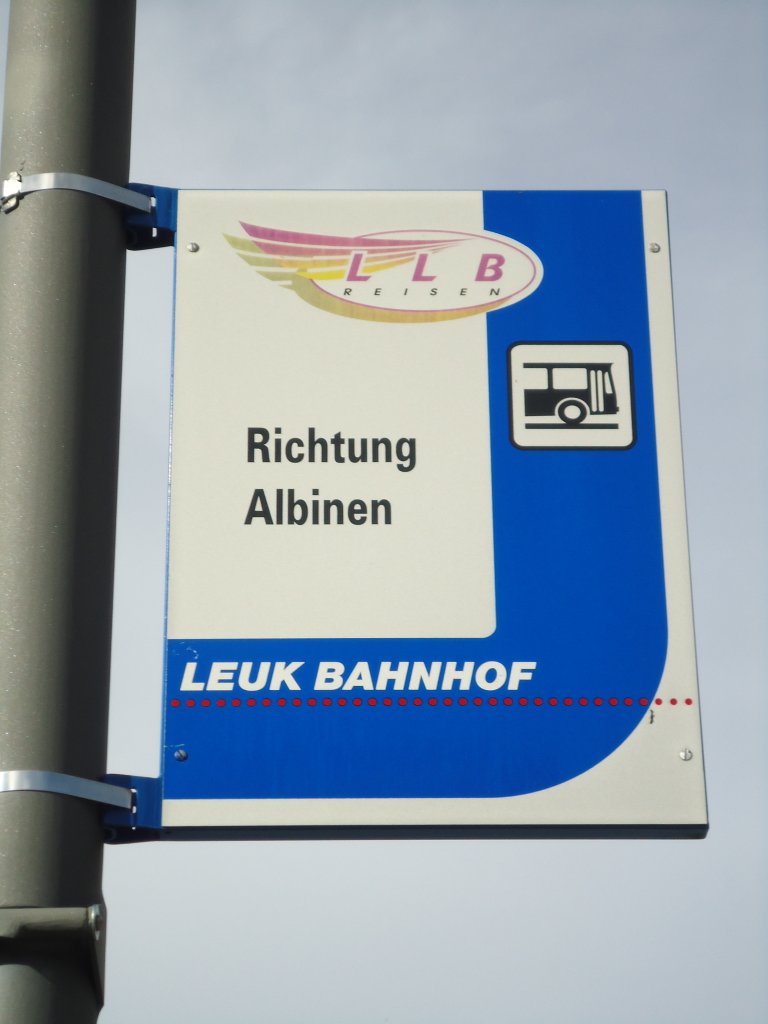 LLB
REISEN
Richtung
Albinen
LEUK BAHNHOF